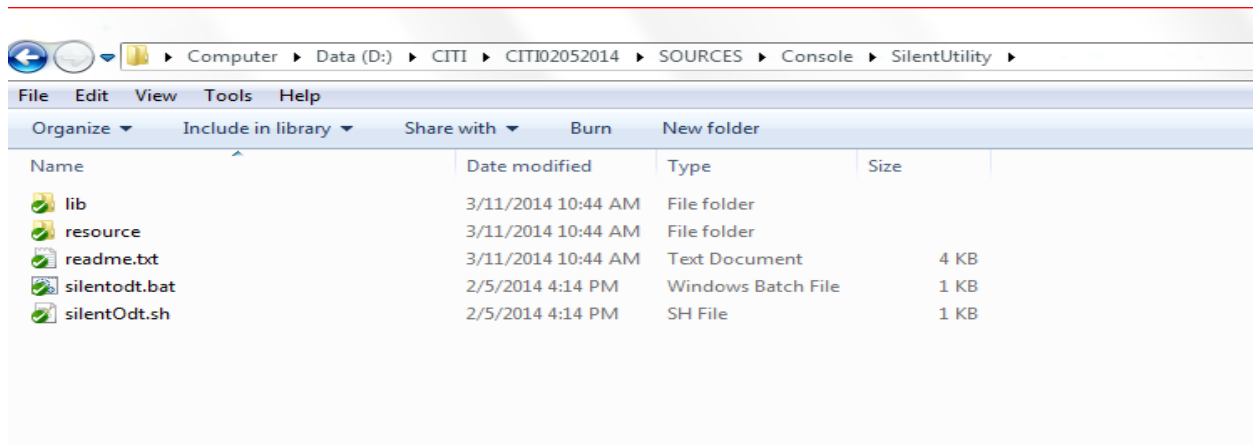 Computer Data (D:) CITI CITI02052014 SOURCES Console SilentUtility
File Edit View Tools Help
Organize Include in library Share with Burn New folder
Name Date modified Type Size
lib 3/11/2014 10:44 AM File folder
resource 3/11/2014 10:44 AM File folder
readme.txt 3/11/2014 10:44 AM Text Document 4 KB
silentodt.bat 2/5/2014 4:14 PM Windows Batch File 1 KB
silentOdt.sh 2/5/2014 4:14 PM SH File 1 KB